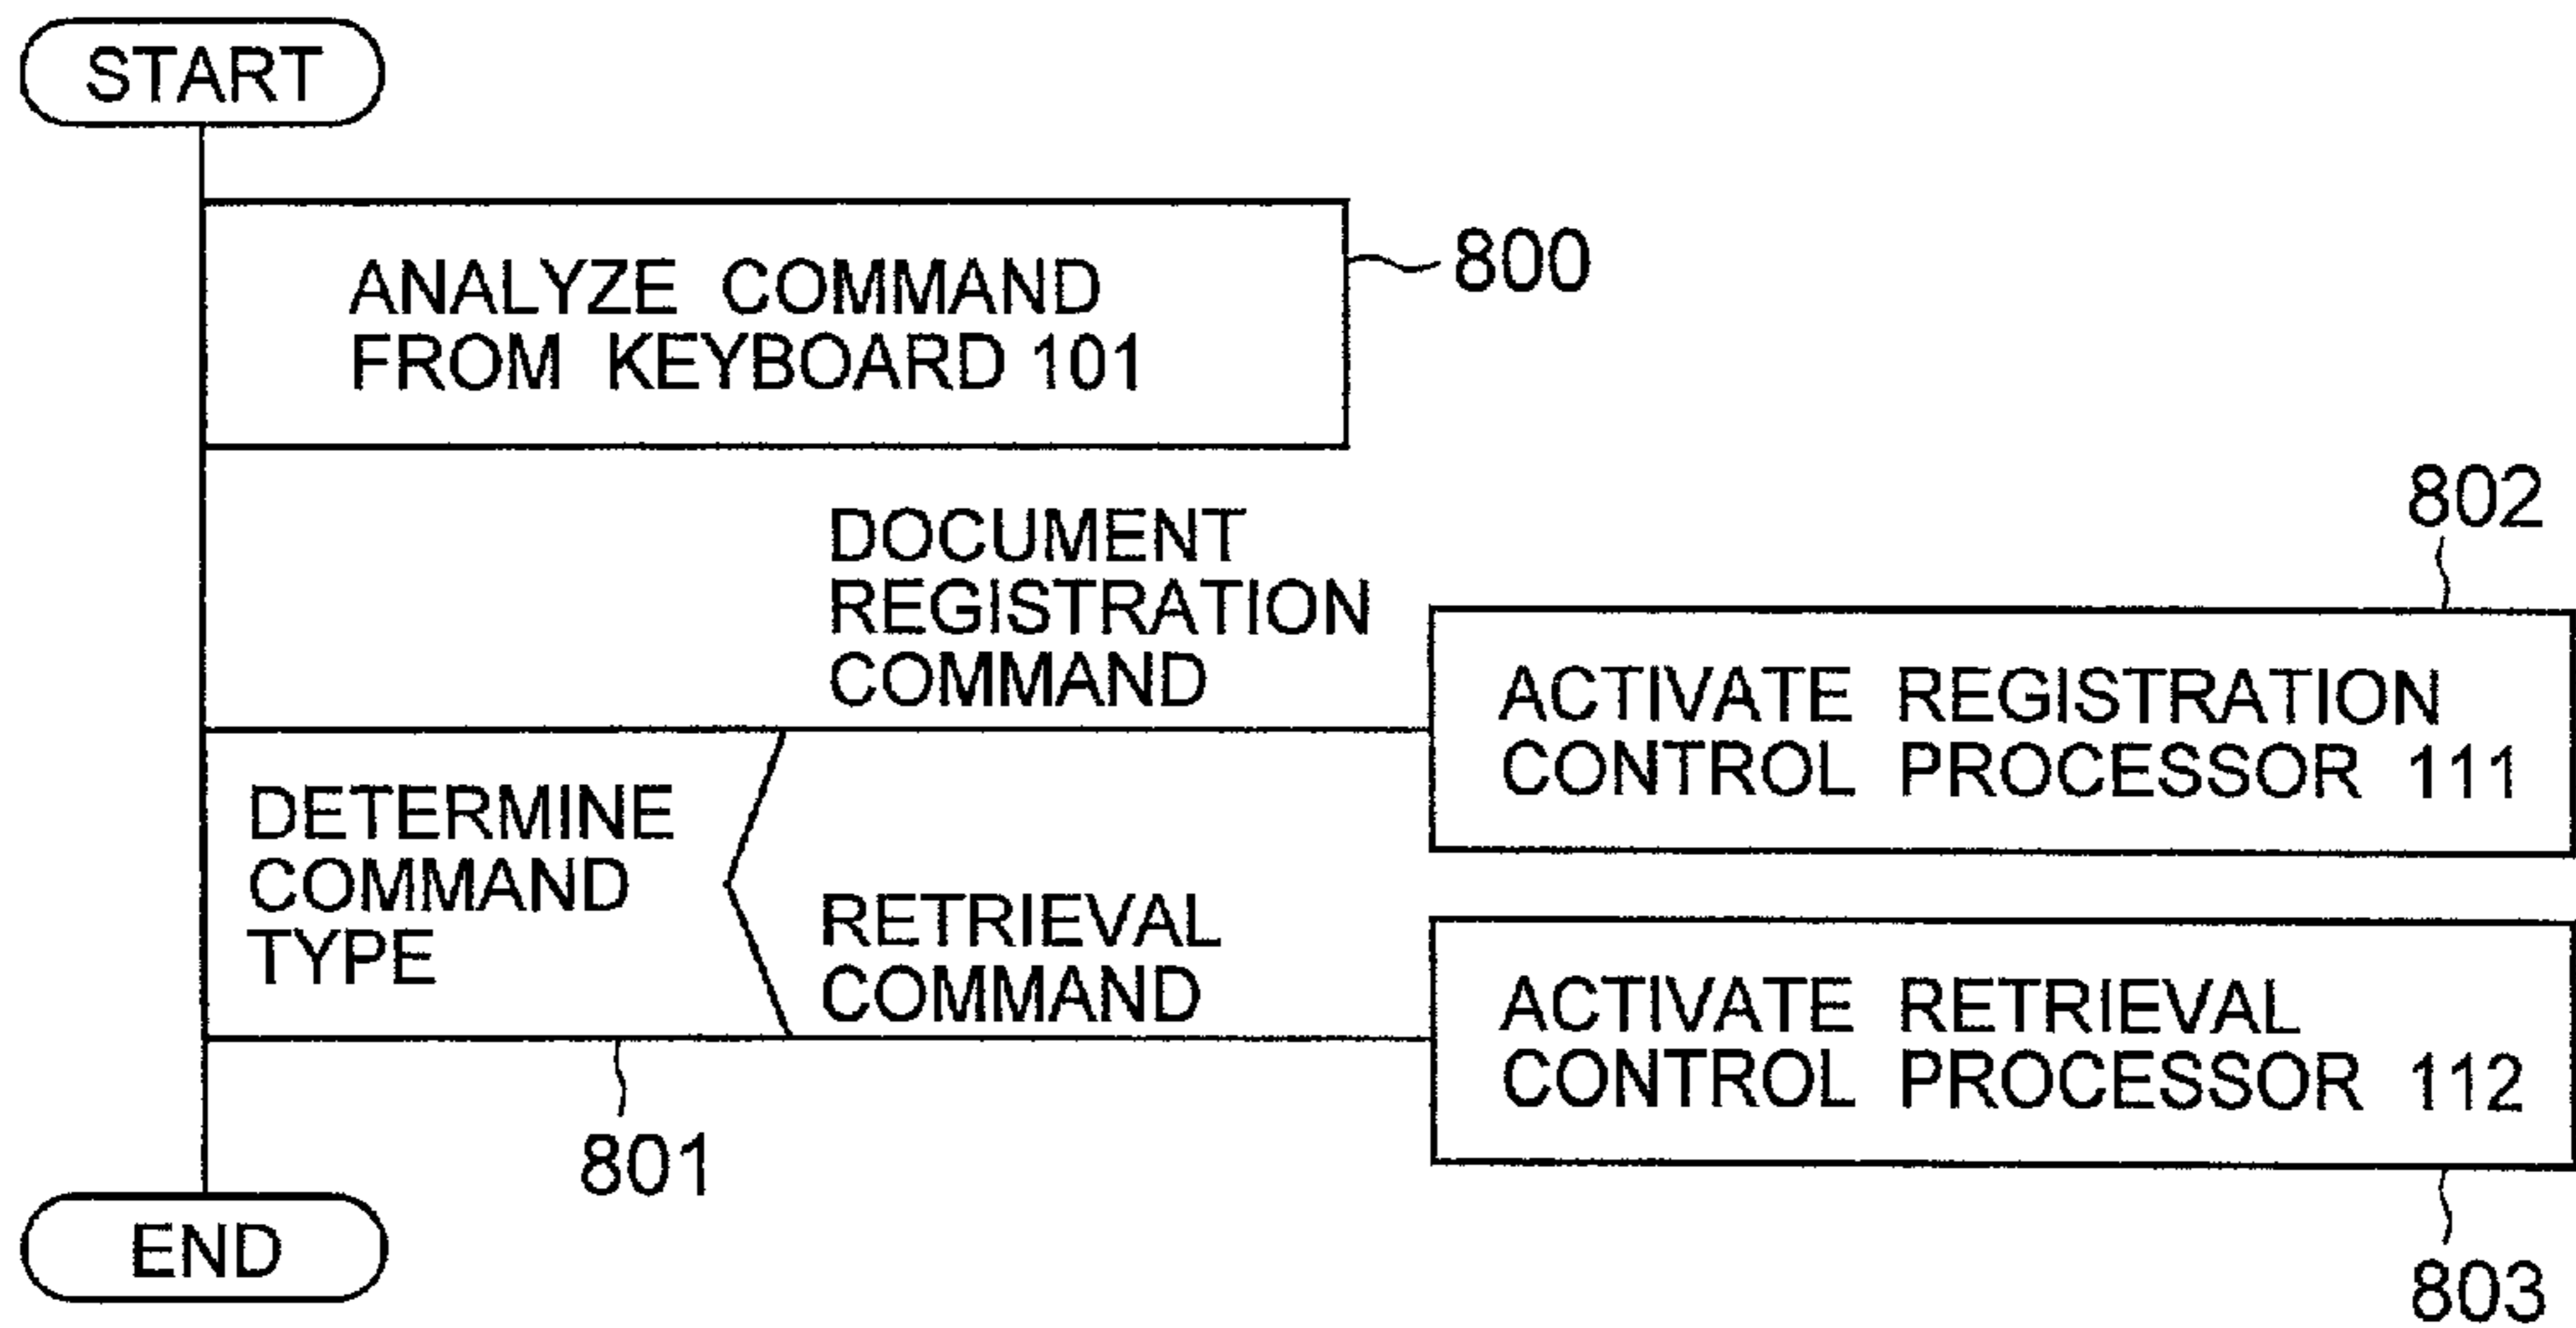 START
ANALYZE COMMAND
FROM KEYBOARD 101
800
802
DOCUMENT
REGISTRATION
COMMAND
ACTIVATE REGISTRATION
CONTROL PROCESSOR 111
DETERMINE
COMMAND
TYPE
RETRIEVAL
COMMAND
ACTIVATE RETRIEVAL
CONTROL PROCESSOR 112
801
END
803